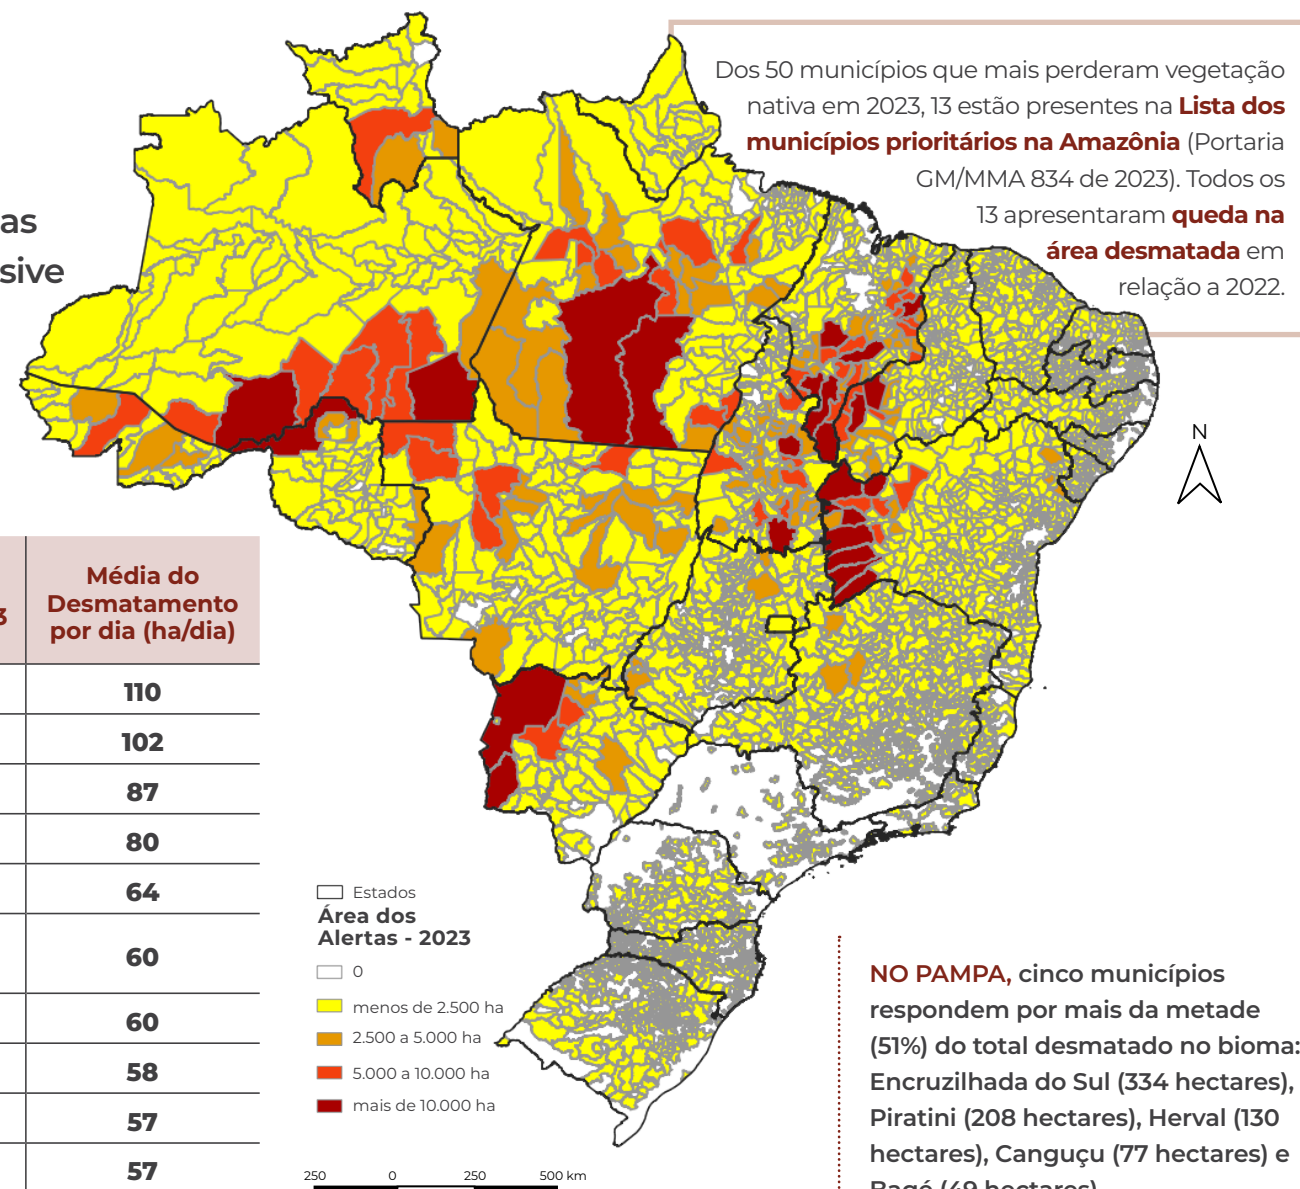 Dos 50 municípios que mais perderam vegetação
nativa em 2023, 13 estão presentes na Lista dos
municípios prioritários na Amazônia (Portaria
GM/MMA 834 de 2023). Todos os
13 apresentaram queda na
área desmatada em
relação a 2022.
as
sive
N
3
Média do
Desmatamento
por dia (ha/dia)
110
102
87
80
64
60
60
58
57
57
Estados
Área dos
Alertas - 2023
0
menos de 2.500 ha
2.500 a 5.000 ha
5.000 a 10.000 ha
mais de 10.000 ha
250 0 250 500 km
NO PAMPA, cinco municípios
respondem por mais da metade
(51%) do total desmatado no bioma:
Encruzilhada do Sul (334 hectares),
Piratini (208 hectares), Herval (130
hectares), Canguçu (77 hectares) e
Bagé (49 hectares)